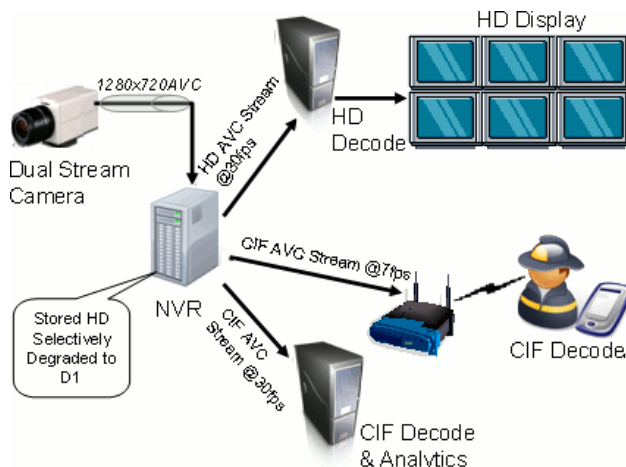 HD Display
1280x720AVC
HD AVC Stream
@30fps
HD
Decode
Dual Stream
Camera
CIF AVC Stream @7fps
NVR
Stored HD
Selectively
Degraded to
D1
CIF AVC
Stream @30fps
CIF Decode.
CIF Decode
& Analytics